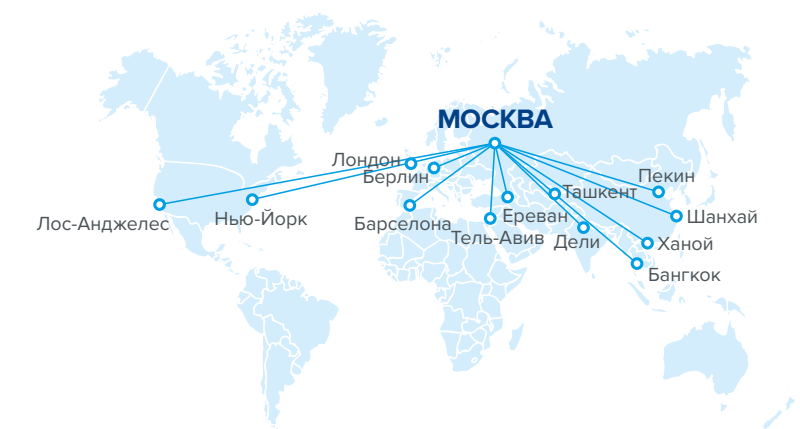 МОСКВА
Лондон
Берлин
Пекин
Ташкент
Лос-Анджелес
Нью-Йорк
Барселона
Ереван
Шанхай
Тель-Авив
Дели
Ханой
Бангкок